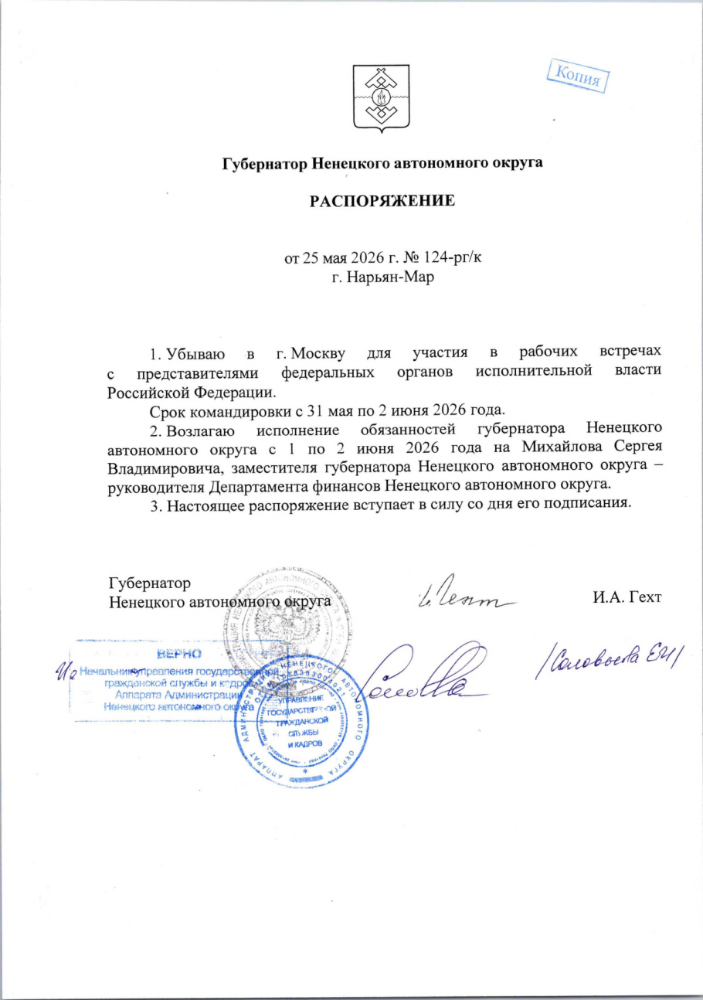 Копия
Губернатор Ненецкого автономного округа
РАСПОРЯЖЕНИЕ
от 25 мая 2026 г. № 124-рг/к
г. Нарьян-Мар
1. Убываю в г. Москву для участия в рабочих встречах
с представителями федеральных органов исполнительной власти
Российской Федерации.
Срок командировки с 31 мая по 2 июня 2026 года.
2. Возлагаю исполнение обязанностей губернатора Ненецкого
автономного округа с 1 по 2 июня 2026 года на Михайлова Сергея
Владимировича, заместителя губернатора Ненецкого автономного округа –
руководителя Департамента финансов Ненецкого автономного округа.
3. Настоящее распоряжение вступает в силу со дня его подписания.
Губернатор
Ненецкого автономного округа
И.А. Гехт
ВЕРНО
Начальник управления государственной
гражданской службы и кадров
Аппарата Администрации
Ненецкого автономного округа
/Соловьева Е.И/
АППАРАТ АДМИНИСТРАЦИИ НЕНЕЦКОГО АВТОНОМНОГО ОКРУГА
УПРАВЛЕНИЕ
ГОСУДАРСТВЕННОЙ
ГРАЖДАНСКОЙ
СЛУЖБЫ
И КАДРОВ